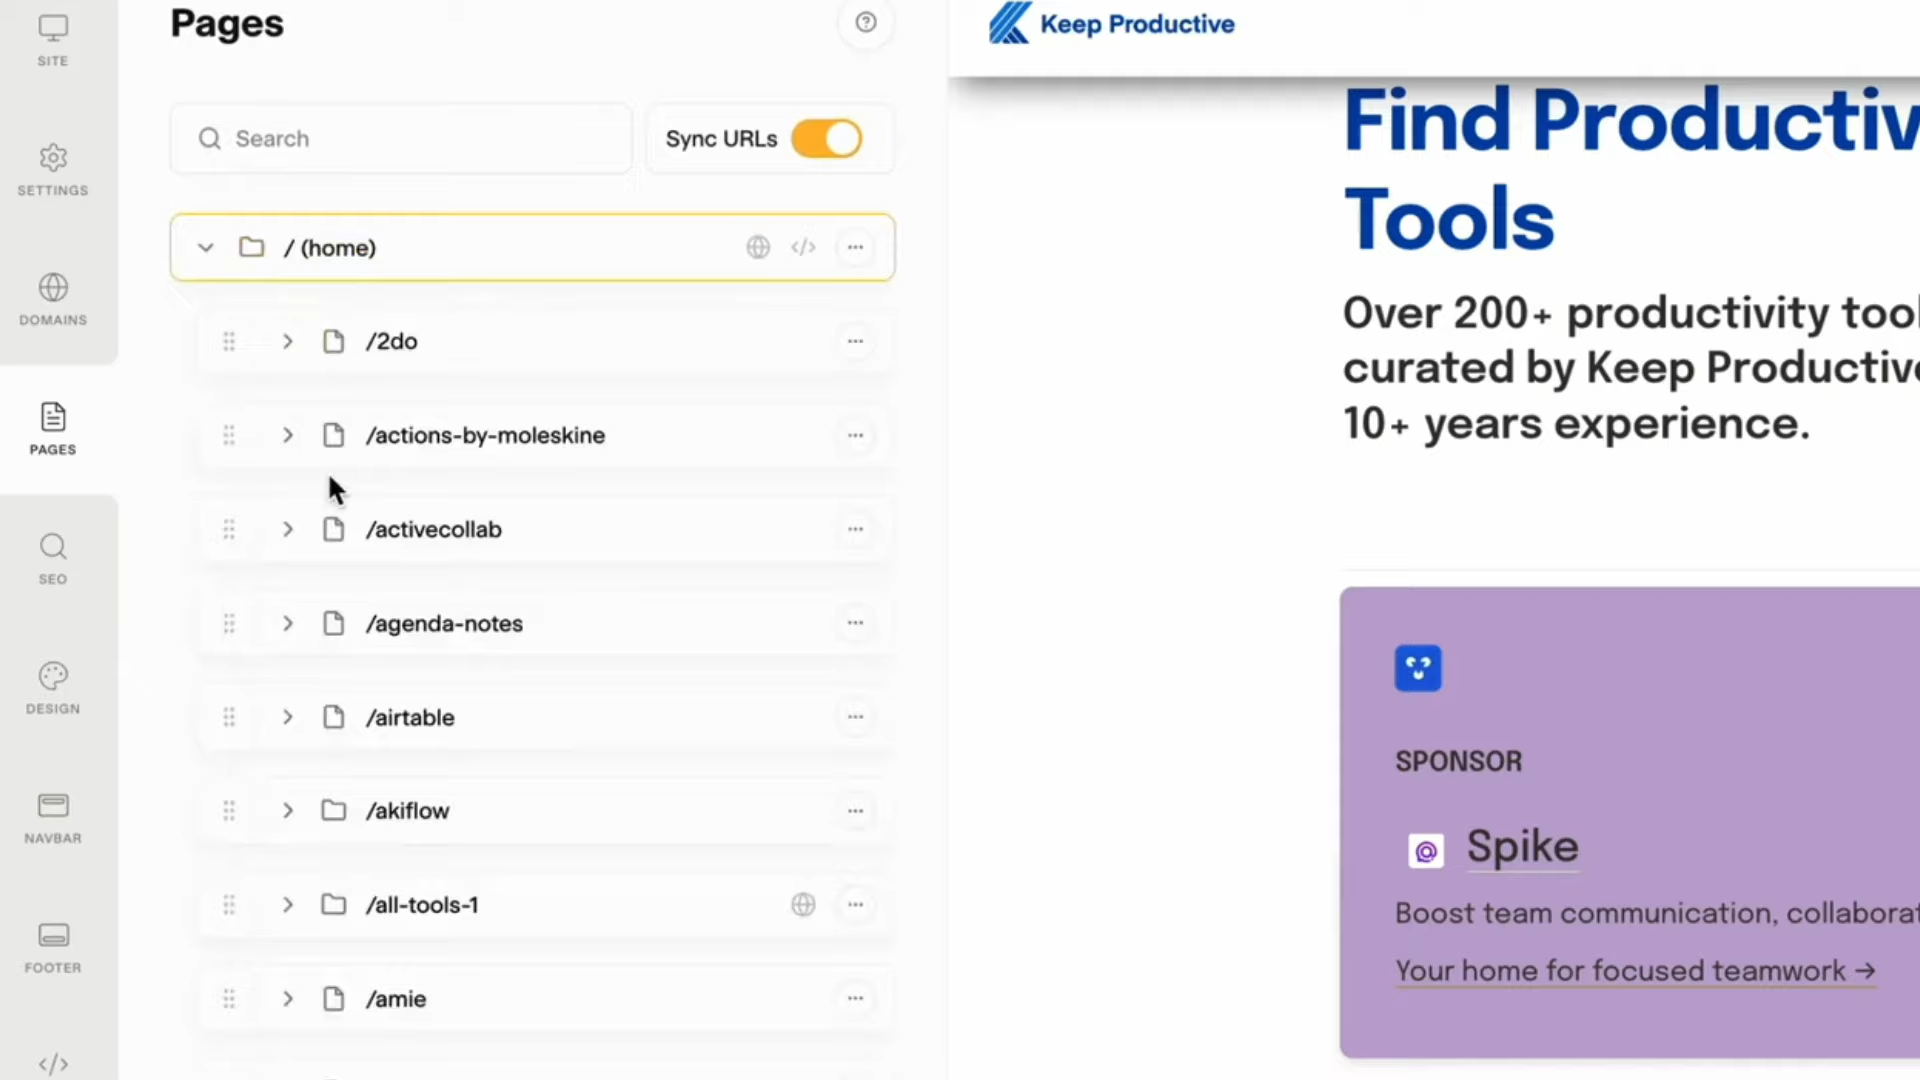 SITE
SETTINGS
DOMAINS
PAGES
SEO
DESIGN
NAVBAR
FOOTER
Pages
Search
Sync URLs
/ (home)
/2do
/actions-by-moleskine
/activecollab
/agenda-notes
/airtable
/akiflow
/all-tools-1
/amie
Keep Productive
Find Productiv
Tools
Over 200+ productivity tool
curated by Keep Productive
10+ years experience.
SPONSOR
Spike
Boost team communication, collaborat
Your home for focused teamwork →